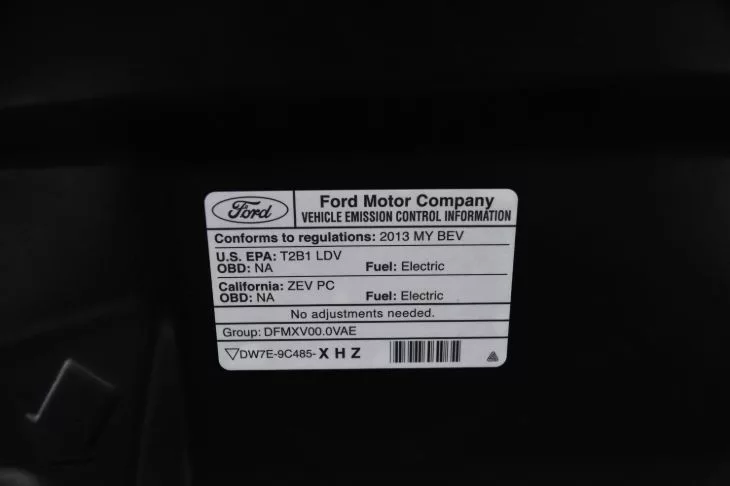 Ford
Ford Motor Company
VEHICLE EMISSION CONTROL INFORMATION
Conforms to regulations: 2013 MY BEV
U.S. EPA: T2B1 LDV
OBD: NA Fuel: Electric
California: ZEV PC
OBD: NA Fuel: Electric
No adjustments needed.
Group: DFMXV00.0VAE
▽DW7E-9C485-X H Z